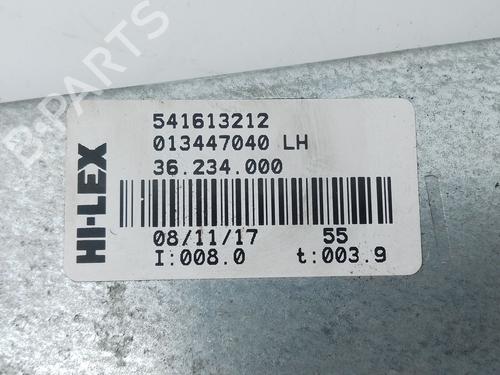 B-PARTS
HI-LEX
541613212
013447040 LH
36.234.000
08/11/17 55
I:008.0 t:003.9